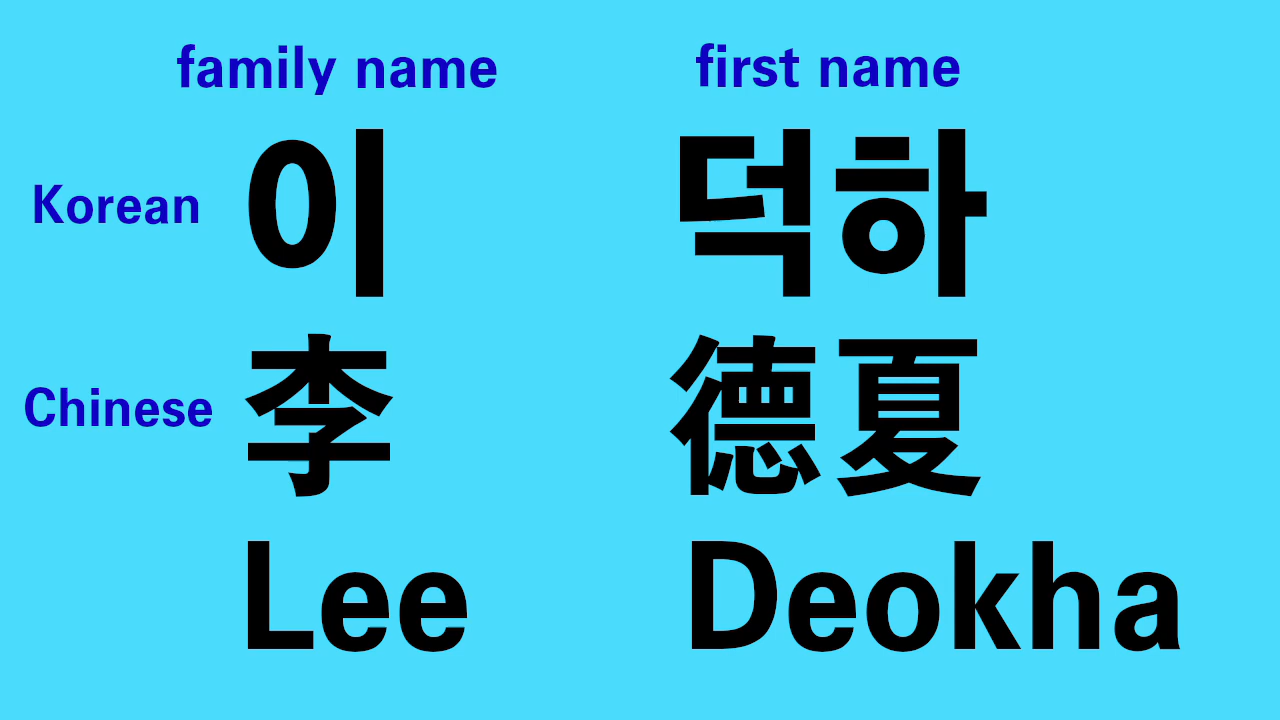 family name first name
Korean 이 덕하
Chinese 李 德夏
Lee Deokha